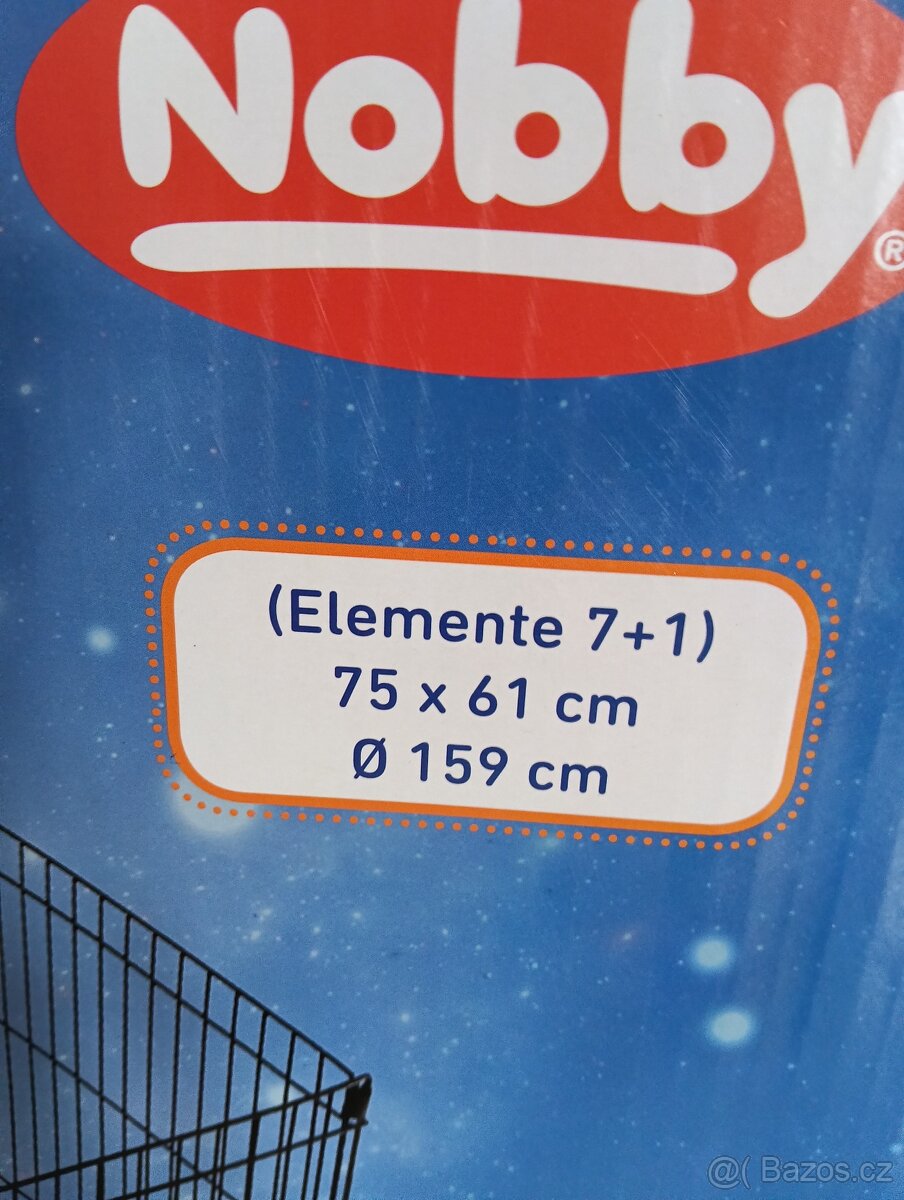 Nobby
®
(Elemente 7+1)
75 x 61 cm
Ø 159 cm
@( Bazos.cz